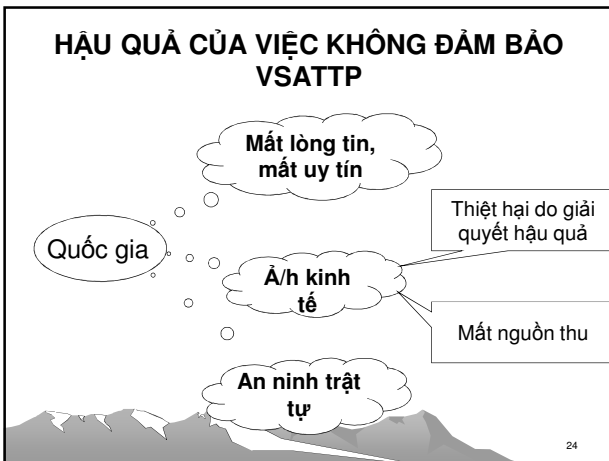 HẬU QUẢ CỦA VIỆC KHÔNG ĐẢM BẢO
VSATTP
Mất lòng tin,
mất uy tín
Quốc gia
Thiệt hại do giải
quyết hậu quả
Ả/h kinh
tế
Mất nguồn thu
An ninh trật
tự
24